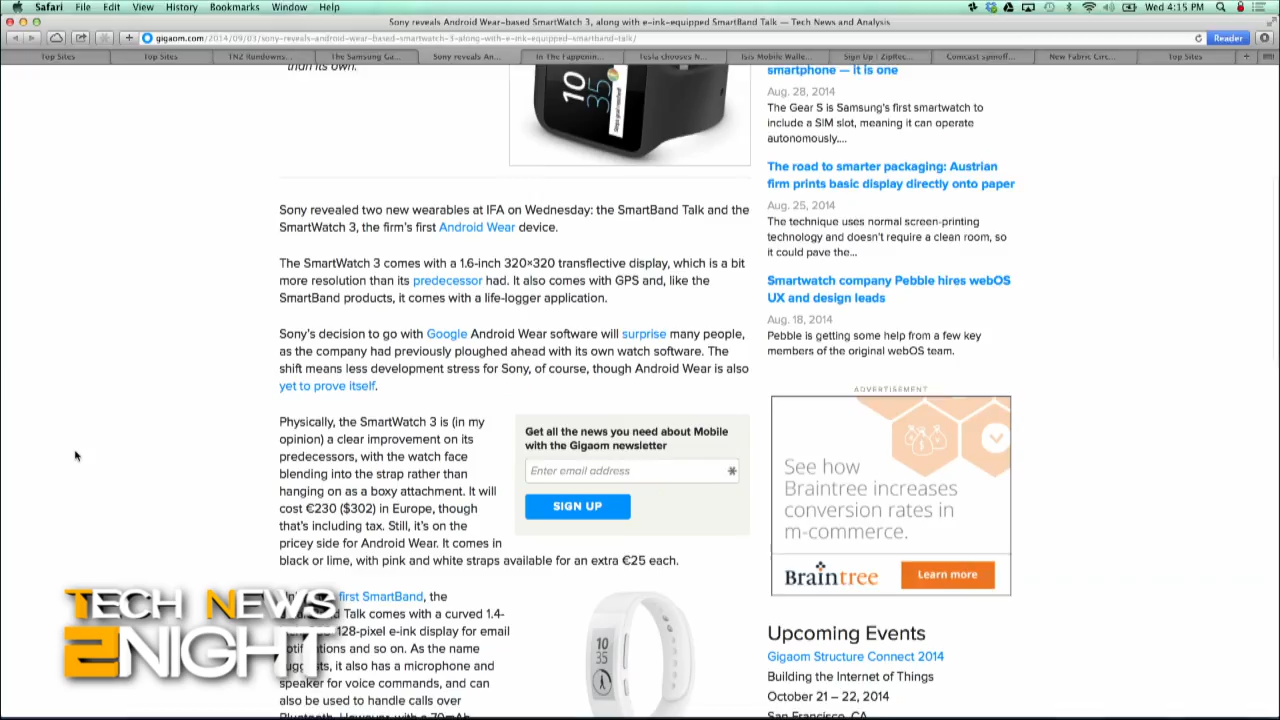 Safari File Edit View History Bookmarks Window Help Wed 4:15 PM
Sony reveals Android Wear-based SmartWatch 3, along with e-ink-equipped SmartBand Talk — Tech News and Analysis
gigaom.com/2014/09/03/sony-reveals-android-wear-based-smartwatch-3-along-with-e-ink-equipped-smartband-talk/ Reader
Top Sites Top Sites TNZ Rundowns... The Samsung Ga... Sony reveals An... In The Fappenin... Tesla chooses N... Isis Mobile Walle... Sign Up | ZipRec... Comcast spinoff... New Fabric Circ... Top Sites
than its own.
10
35
Sony revealed two new wearables at IFA on Wednesday: the SmartBand Talk and the
SmartWatch 3, the firm's first Android Wear device.
The SmartWatch 3 comes with a 1.6-inch 320×320 transflective display, which is a bit
more resolution than its predecessor had. It also comes with GPS and, like the
SmartBand products, it comes with a life-logger application.
Sony's decision to go with Google Android Wear software will surprise many people,
as the company had previously ploughed ahead with its own watch software. The
shift means less development stress for Sony, of course, though Android Wear is also
yet to prove itself.
Physically, the SmartWatch 3 is (in my
opinion) a clear improvement on its
predecessors, with the watch face
blending into the strap rather than
hanging on as a boxy attachment. It will
cost €230 ($302) in Europe, though
that's including tax. Still, it's on the
pricey side for Android Wear. It comes in
black or lime, with pink and white straps available for an extra €25 each.
Get all the news you need about Mobile
with the Gigaom newsletter
Enter email address
SIGN UP
first SmartBand, the
Talk comes with a curved 1.4-
128-pixel e-ink display for email
and so on. As the name
it also has a microphone and
speaker for voice commands, and can
also be used to handle calls over
Bluetooth. However, with a 70mAh
10
35
TECH NEWS
2NIGHT
smartphone — it is one
Aug. 28, 2014
The Gear S is Samsung's first smartwatch to
include a SIM slot, meaning it can operate
autonomously....
The road to smarter packaging: Austrian
firm prints basic display directly onto paper
Aug. 25, 2014
The technique uses normal screen-printing
technology and doesn't require a clean room, so
it could pave the...
Smartwatch company Pebble hires webOS
UX and design leads
Aug. 18, 2014
Pebble is getting some help from a few key
members of the original webOS team.
ADVERTISEMENT
See how
Braintree increases
conversion rates in
m-commerce.
Braintree Learn more
Upcoming Events
Gigaom Structure Connect 2014
Building the Internet of Things
October 21 – 22, 2014
San Francisco, CA